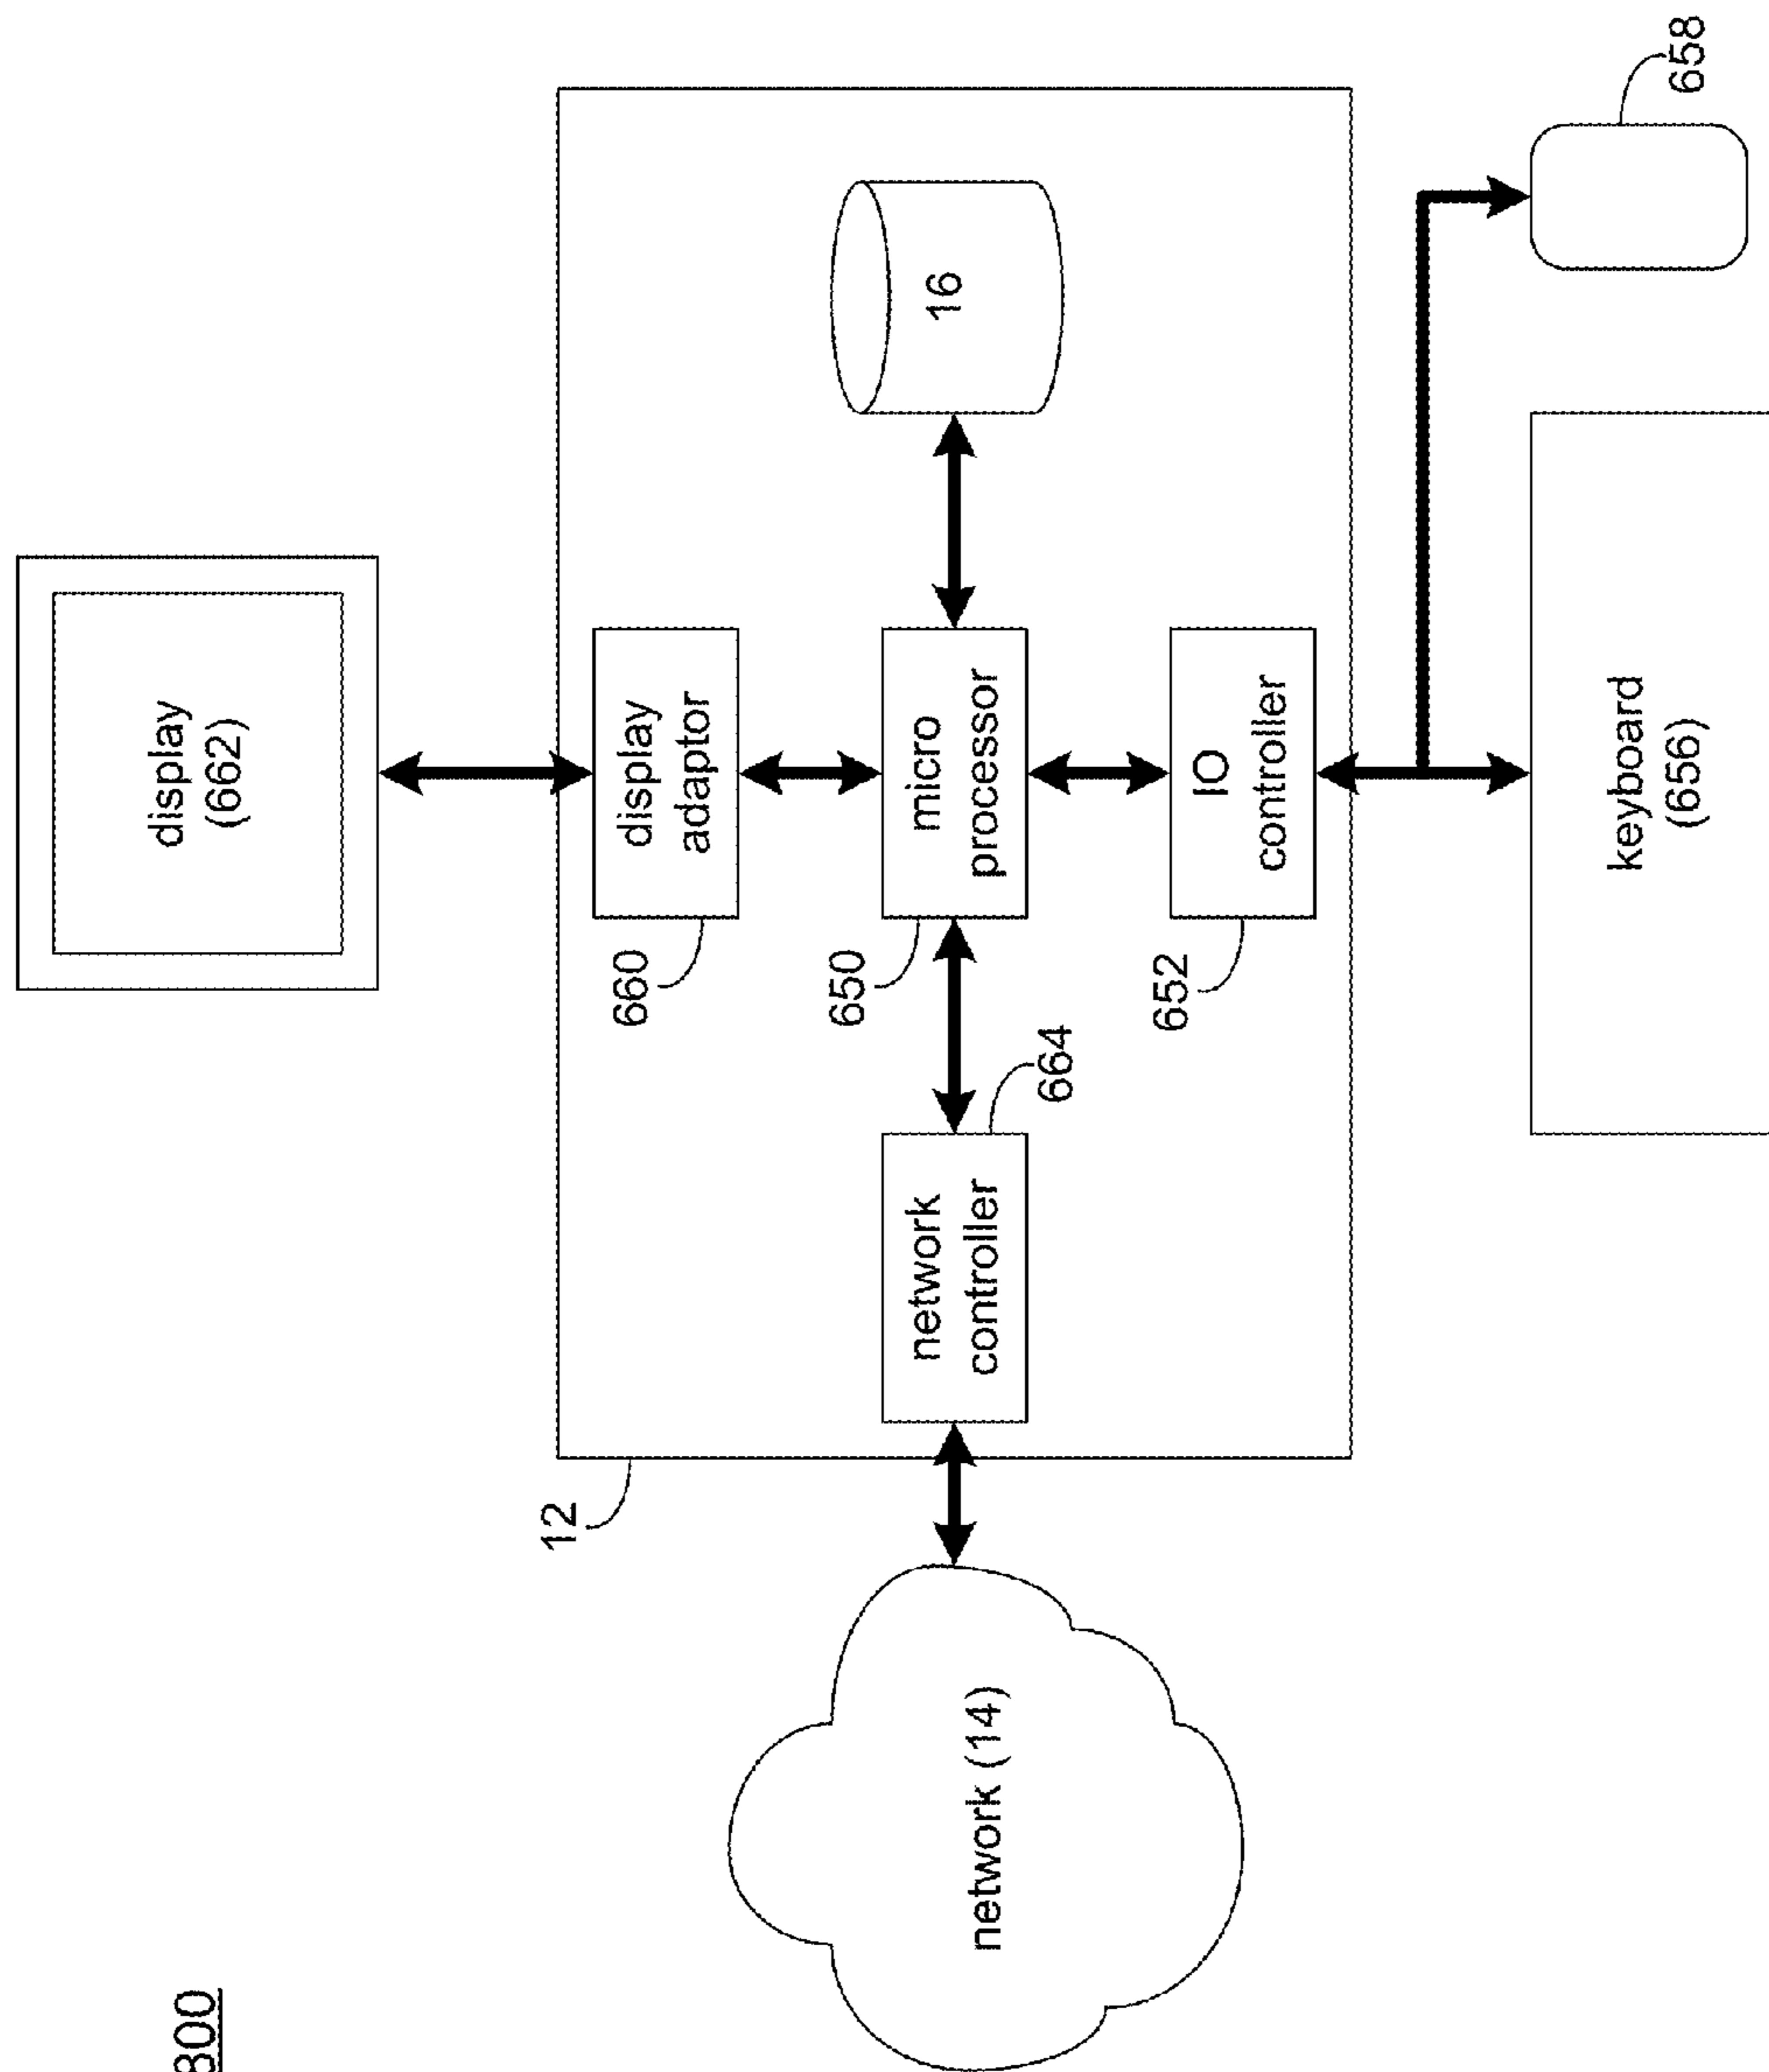 display
(662)
12
660
display
adaptor
650
micro
processor
16
network
controller
664
network (14)
652
IO
controller
keyboard
(656)
658